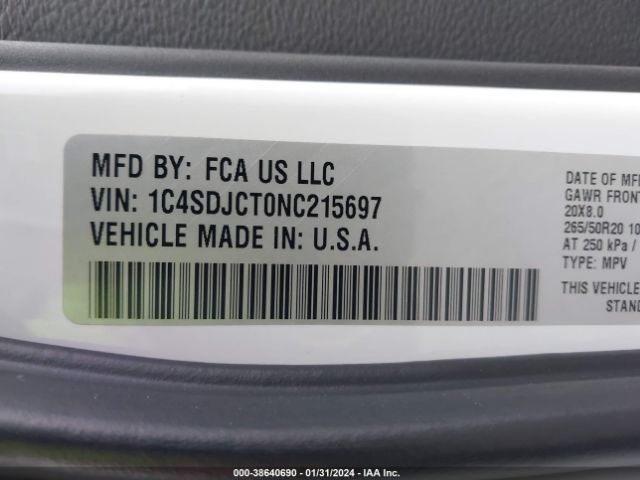 MFD BY: FCA US LLC
VIN: 1C4SDJCT0NC215697
VEHICLE MADE IN: U.S.A.
DATE OF MF
GAWR FRONT
20X8.0
265/50R20 10
AT 250 kPa /
TYPE: MPV
THIS VEHICLE
STAND
000-38640690 - 01/31/2024 - IAA Inc.